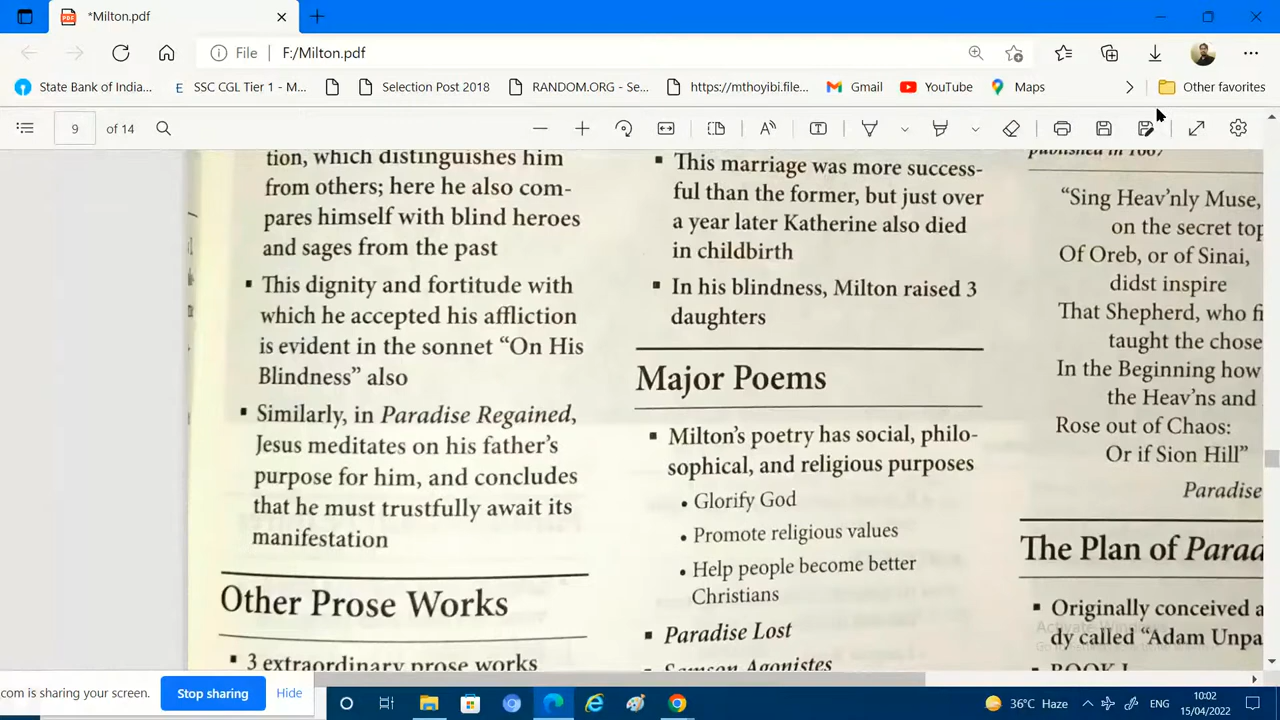 *Milton.pdf
File
F:/Milton.pdf
State Bank of India...
SSC CGL Tier 1 - M...
Selection Post 2018
RANDOM.ORG - Se...
https://mthoyibi.file...
Gmail
YouTube
Maps
Other favorites
9 of 14
tion, which distinguishes him
from others; here he also com-
pares himself with blind heroes
and sages from the past
▪ This dignity and fortitude with
which he accepted his affliction
is evident in the sonnet “On His
Blindness” also
▪ Similarly, in Paradise Regained,
Jesus meditates on his father’s
purpose for him, and concludes
that he must trustfully await its
manifestation
Other Prose Works
▪ 3 extraordinary prose works
▪ This marriage was more success-
ful than the former, but just over
a year later Katherine also died
in childbirth
▪ In his blindness, Milton raised 3
daughters
Major Poems
▪ Milton’s poetry has social, philo-
sophical, and religious purposes
• Glorify God
• Promote religious values
• Help people become better
Christians
▪ Paradise Lost
▪ Samson Agonistes
published in 1667
“Sing Heav’nly Muse,
on the secret top
Of Oreb, or of Sinai,
didst inspire
That Shepherd, who fi
taught the chose
In the Beginning how
the Heav’ns and
Rose out of Chaos:
Or if Sion Hill”
Paradise
The Plan of Parad
▪ Originally conceived a
dy called “Adam Unpa
▪ BOOK I
Activate Windows
com is sharing your screen.
Stop sharing
Hide
36°C Haze
ENG
10:02
15/04/2022